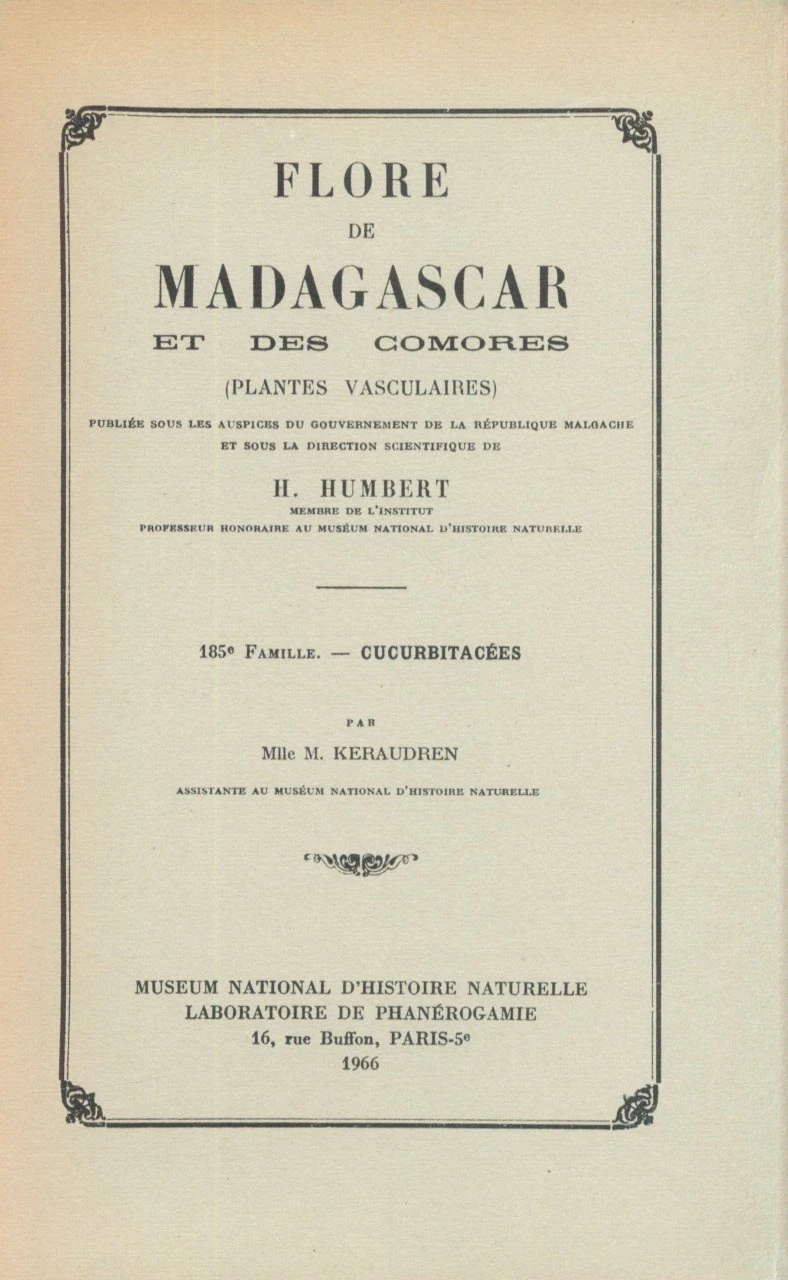 FLORE
DE
MADAGASCAR
ET DES COMORES
(PLANTES VASCULAIRES)
PUBLIÉE SOUS LES AUSPICES DU GOUVERNEMENT DE LA RÉPUBLIQUE MALGACHE
ET SOUS LA DIRECTION SCIENTIFIQUE DE
H. HUMBERT
MEMBRE DE L'INSTITUT
PROFESSEUR HONORAIRE AU MUSÉUM NATIONAL D'HISTOIRE NATURELLE
185e FAMILLE. — CUCURBITACÉES
PAR
Mlle M. KERAUDREN
ASSISTANTE AU MUSÉUM NATIONAL D'HISTOIRE NATURELLE
MUSEUM NATIONAL D'HISTOIRE NATURELLE
LABORATOIRE DE PHANÉROGAMIE
16, rue Buffon, PARIS-5e
1966